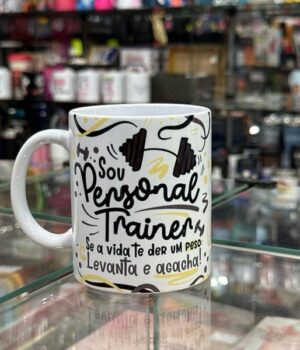 Sou
Personal
Trainer
Se a vida te der um peso:
Levanta e agacha!